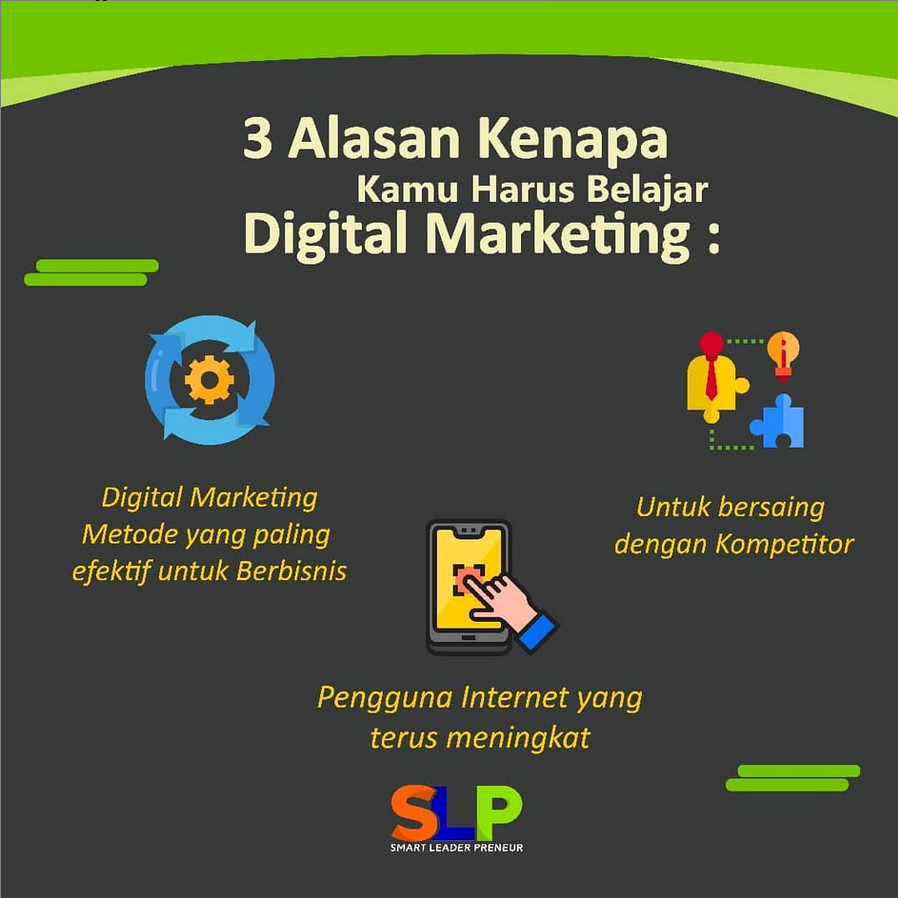 3 Alasan Kenapa
Kamu Harus Belajar
Digital Marketing :
Digital Marketing
Metode yang paling
efektif untuk Berbisnis
Untuk bersaing
dengan Kompetitor
Pengguna Internet yang
terus meningkat
SLP
SMART LEADER PRENEUR